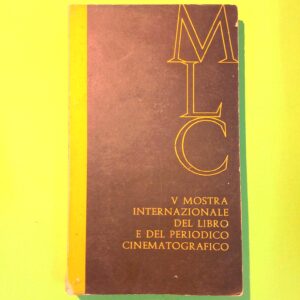 M
L
C
V MOSTRA
INTERNAZIONALE
DEL LIBRO
E DEL PERIODICO
CINEMATOGRAFICO